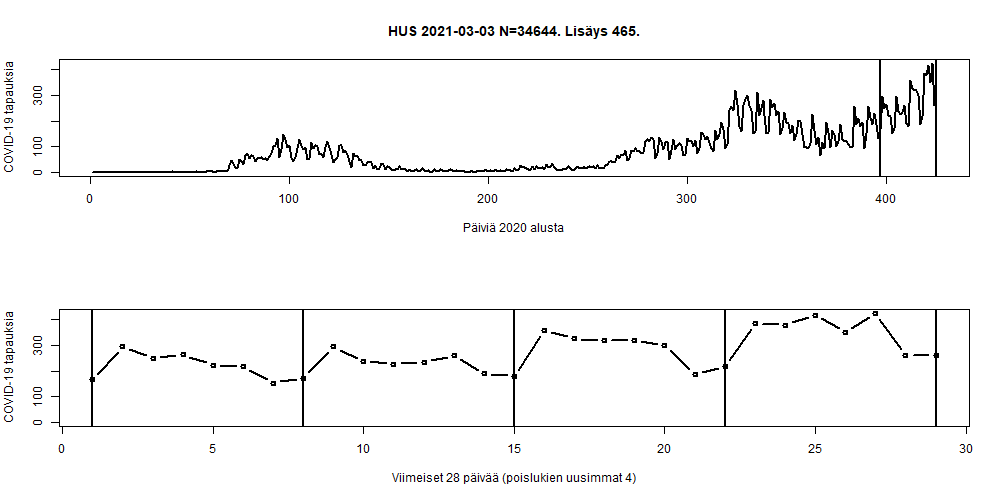 HUS 2021-03-03 N=34644. Lisäys 465.
COVID-19 tapauksia
300
100
0
0 100 200 300 400
Päiviä 2020 alusta
COVID-19 tapauksia
300
100
0
0 5 10 15 20 25 30
Viimeiset 28 päivää (poislukien uusimmat 4)